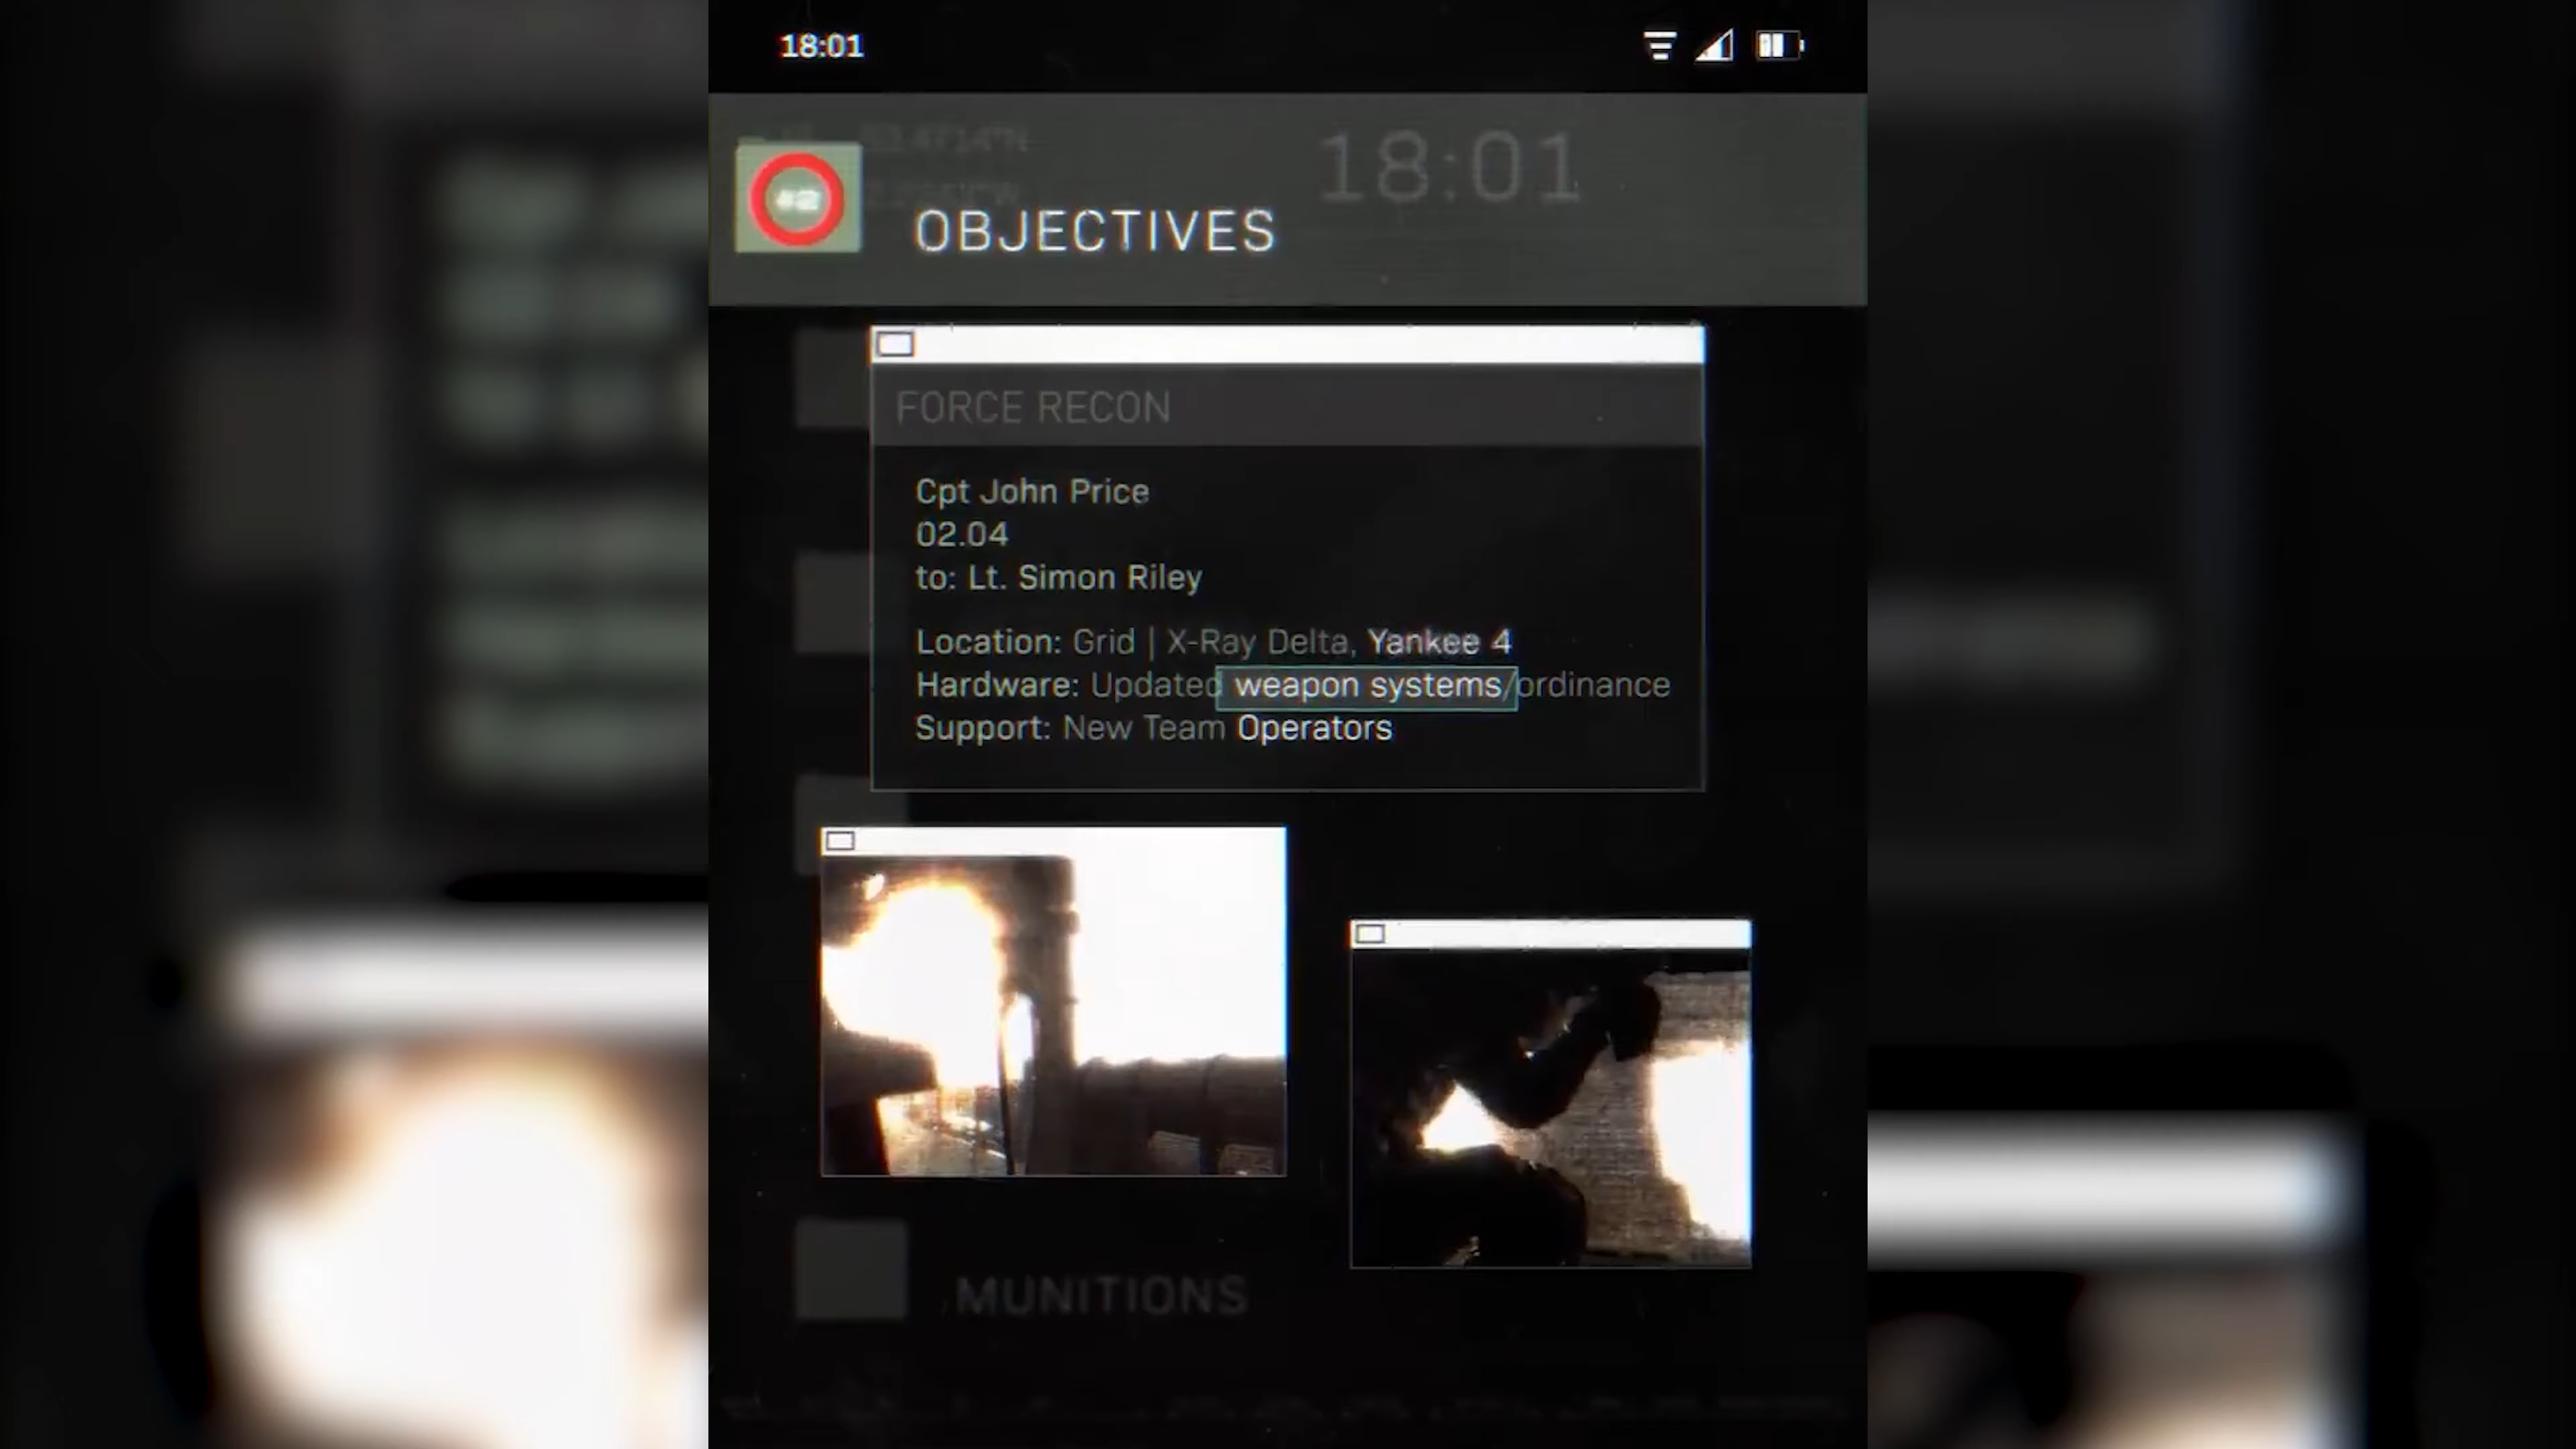 18:01
18:01
#2
OBJECTIVES
FORCE RECON
Cpt John Price
02.04
to: Lt. Simon Riley
Location: Grid | X-Ray Delta, Yankee 4
Hardware: Updated weapon systems/ordinance
Support: New Team Operators
MUNITIONS